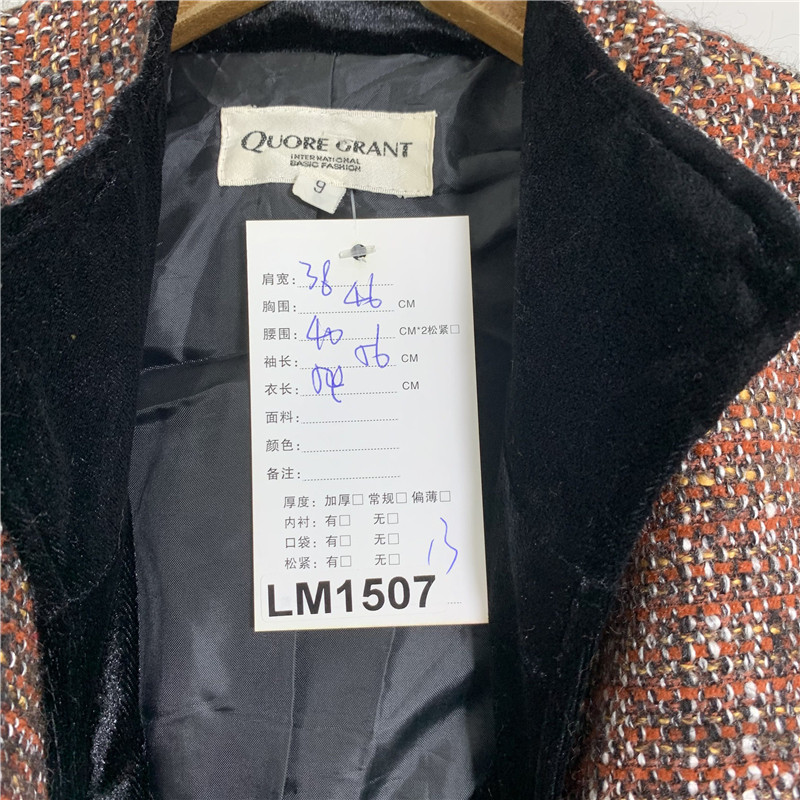 QUORE GRANT
INTERNATIONAL
BASIC FASHION
9
肩宽: 38
胸围: 46 CM
腰围: 40 CM*2松紧□
袖长: 56 CM
衣长: 54 CM
面料:
颜色:
备注:
厚度: 加厚□ 常规□ 偏薄□
内衬: 有□ 无□
口袋: 有□ 无□
松紧: 有□ 无□
13
LM1507